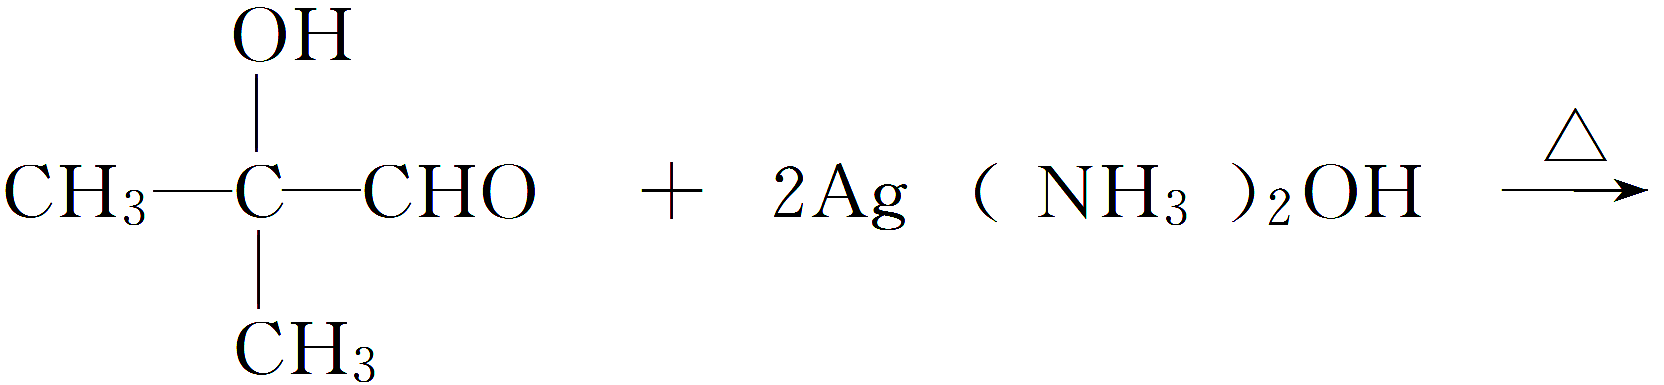 OH
△
CH₃—C—CHO + 2Ag ( NH₃ )₂OH ⟶
CH₃